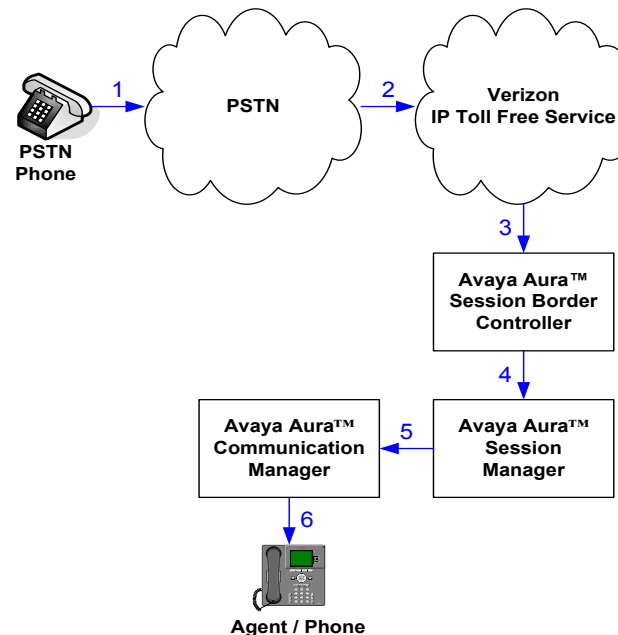 1
2
PSTN
Verizon
IP Toll Free Service
PSTN
Phone
3
Avaya Aura™
Session Border
Controller
4
Avaya Aura™
Communication
Manager
5
Avaya Aura™
Session
Manager
6
Agent / Phone